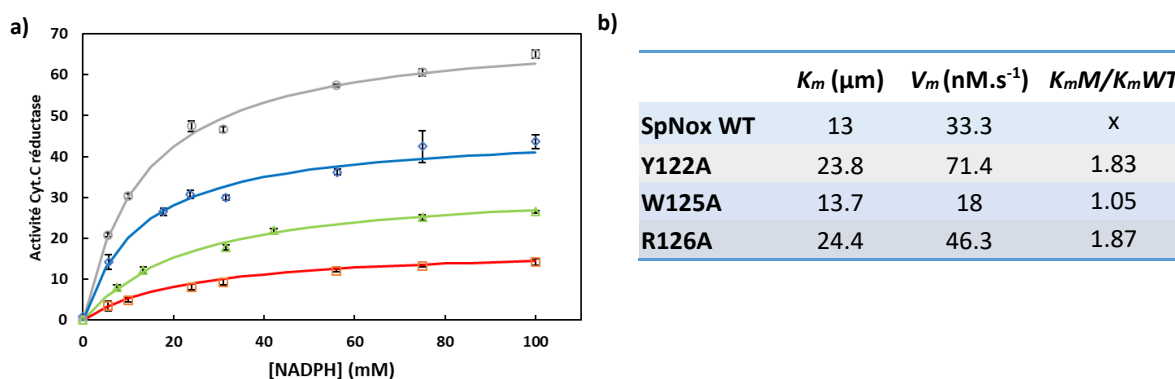 a)
Activité Cyt.C réductase
70
60
50
40
30
20
10
0
0 20 40 60 80 100
[NADPH] (mM)
b)
Km (µm) Vm (nM.s-1) KmM/KmWT
SpNox WT 13 33.3 x
Y122A 23.8 71.4 1.83
W125A 13.7 18 1.05
R126A 24.4 46.3 1.87